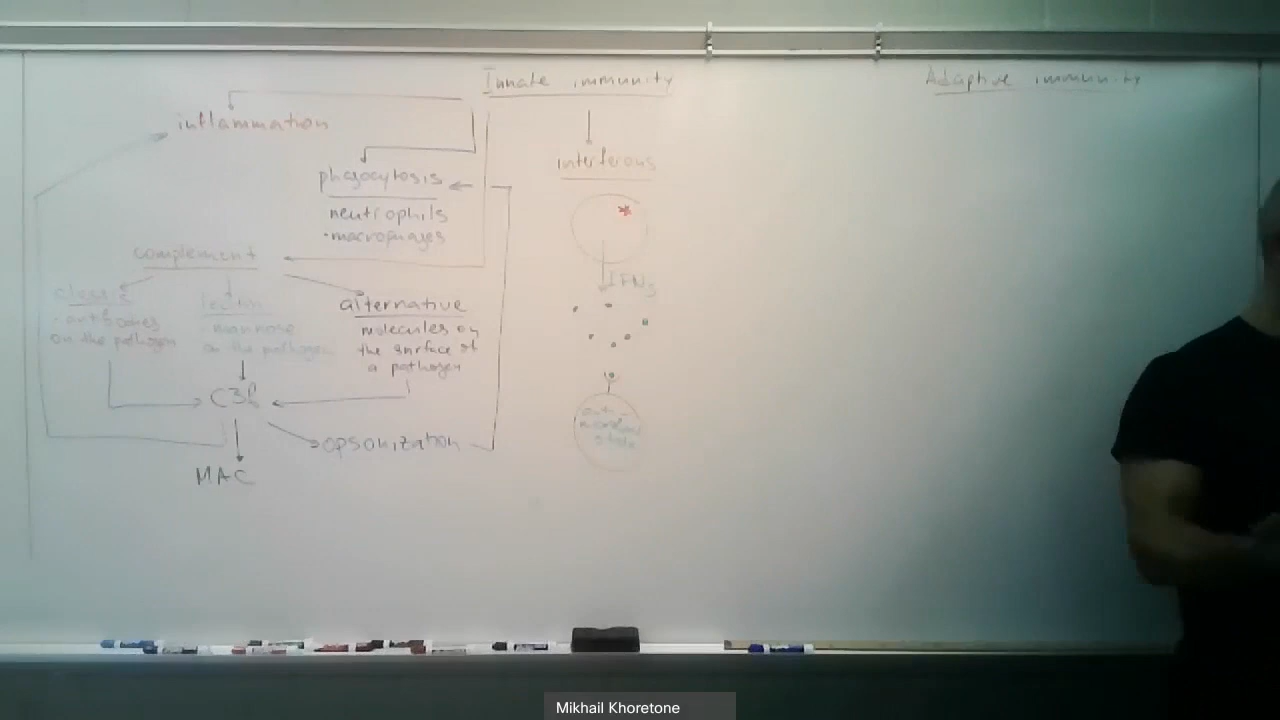 Innate immunity
Adaptive immunity
inflammation
phagocytosis
neutrophils
·macrophages
interferons
complement
IFNs
classic
·antibodies
on the pathogen
lectin
·mannose
on the pathogen
alternative
molecules on
the surface of
a pathogen
C3b
opsonization
MAC
state
Mikhail Khoretone